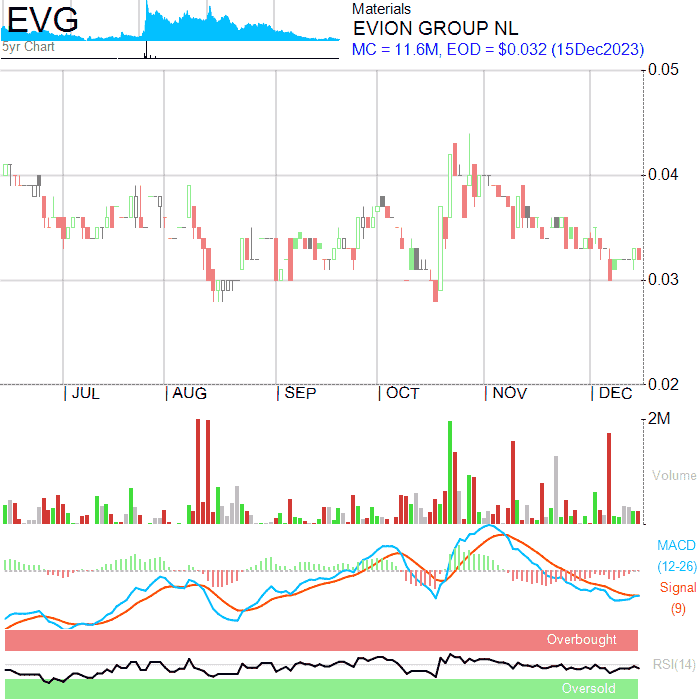 EVG
5yr Chart
Materials
EVION GROUP NL
MC = 11.6M, EOD = $0.032 (15Dec2023)
0.05
0.04
0.03
0.02
JUL AUG SEP OCT NOV DEC
2M
Volume
MACD
(12-26)
Signal
(9)
Overbought
RSI(14)
Oversold